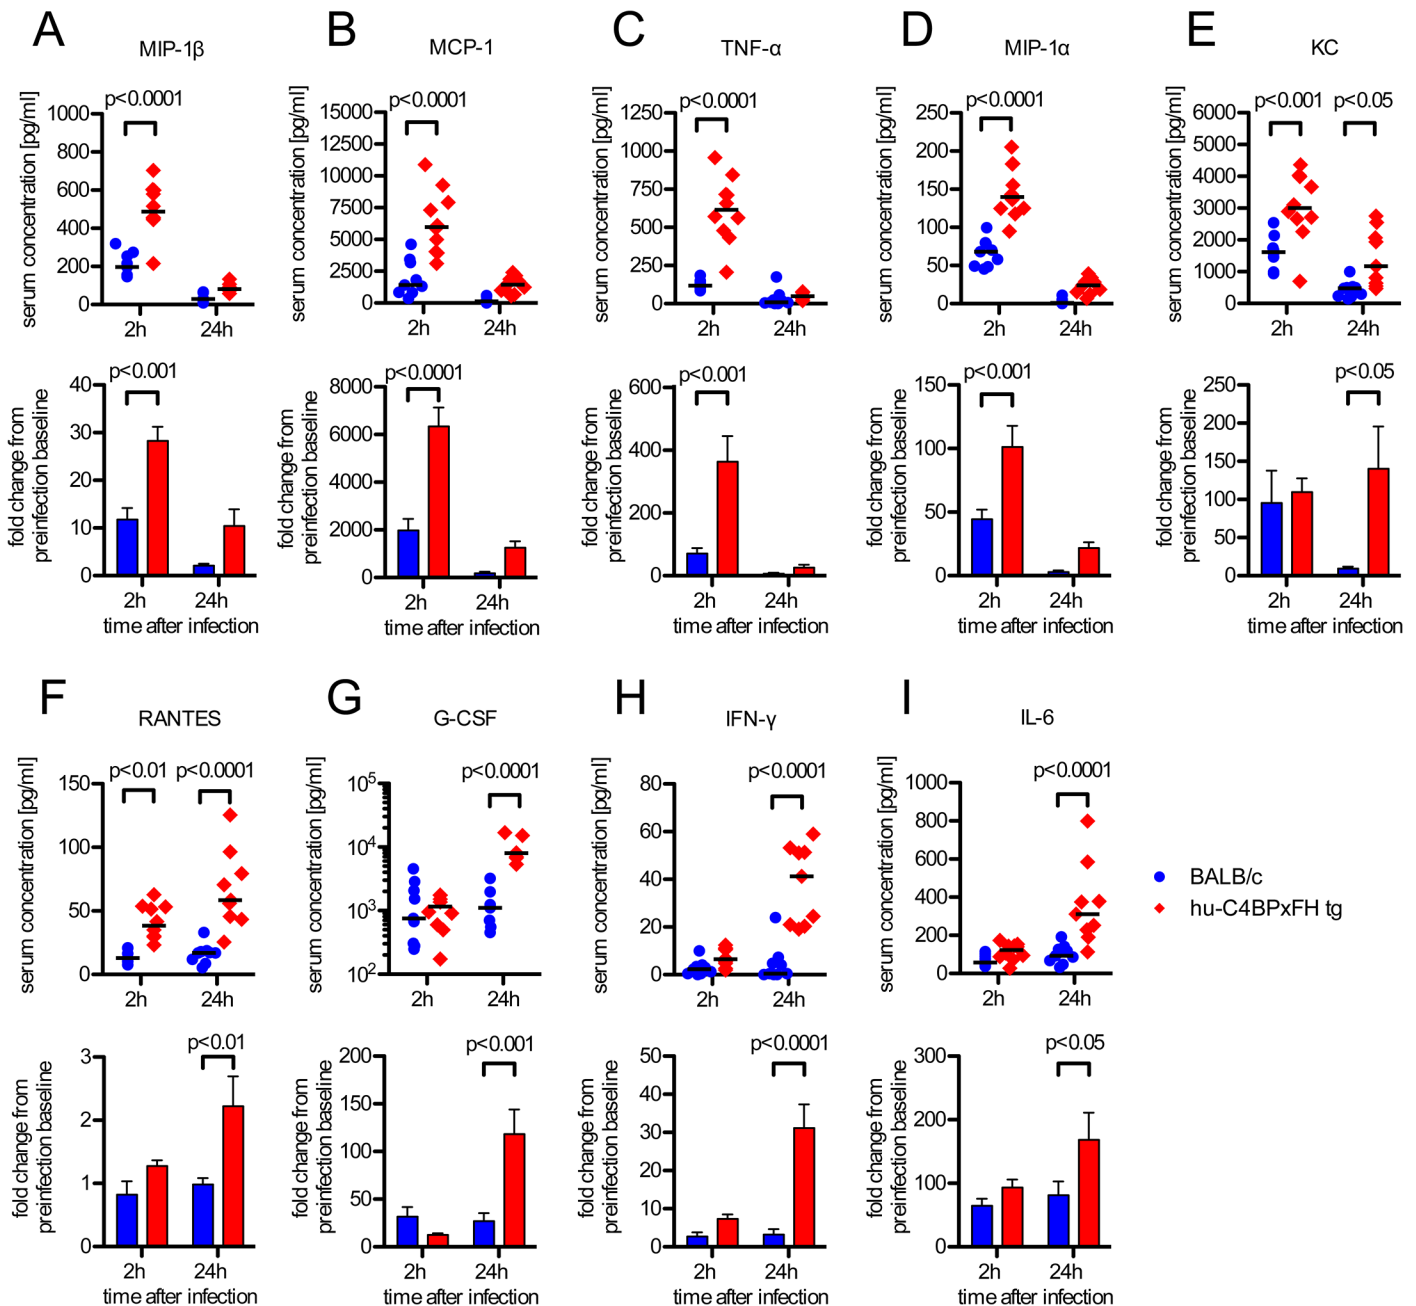 A
MIP-1β
serum concentration [pg/ml]
1000
800
600
400
200
0
p<0.0001
2h
24h
fold change from
preinfection baseline
40
30
20
10
0
p<0.001
2h
24h
time after infection
B
MCP-1
serum concentration [pg/ml]
15000
12500
10000
7500
5000
2500
0
p<0.0001
2h
24h
fold change from
preinfection baseline
8000
6000
4000
2000
0
p<0.0001
2h
24h
time after infection
C
TNF-α
serum concentration [pg/ml]
1250
1000
750
500
250
0
p<0.0001
2h
24h
fold change from
preinfection baseline
600
400
200
0
p<0.001
2h
24h
time after infection
D
MIP-1α
serum concentration [pg/ml]
250
200
150
100
50
0
p<0.0001
2h
24h
fold change from
preinfection baseline
150
100
50
0
p<0.001
2h
24h
time after infection
E
KC
serum concentration [pg/ml]
6000
5000
4000
3000
2000
1000
0
p<0.001
p<0.05
2h
24h
fold change from
preinfection baseline
250
200
150
100
50
0
p<0.05
2h
24h
time after infection
F
RANTES
serum concentration [pg/ml]
150
100
50
0
p<0.01
p<0.0001
2h
24h
fold change from
preinfection baseline
3
2
1
0
p<0.01
2h
24h
time after infection
G
G-CSF
serum concentration [pg/ml]
10⁵
10⁴
10³
10²
p<0.0001
2h
24h
fold change from
preinfection baseline
200
150
100
50
0
p<0.001
2h
24h
time after infection
H
IFN-γ
serum concentration [pg/ml]
80
60
40
20
0
p<0.0001
2h
24h
fold change from
preinfection baseline
50
40
30
20
10
0
p<0.0001
2h
24h
time after infection
I
IL-6
serum concentration [pg/ml]
1000
800
600
400
200
0
p<0.0001
2h
24h
fold change from
preinfection baseline
300
200
100
0
p<0.05
2h
24h
time after infection
BALB/c
hu-C4BPxFH tg